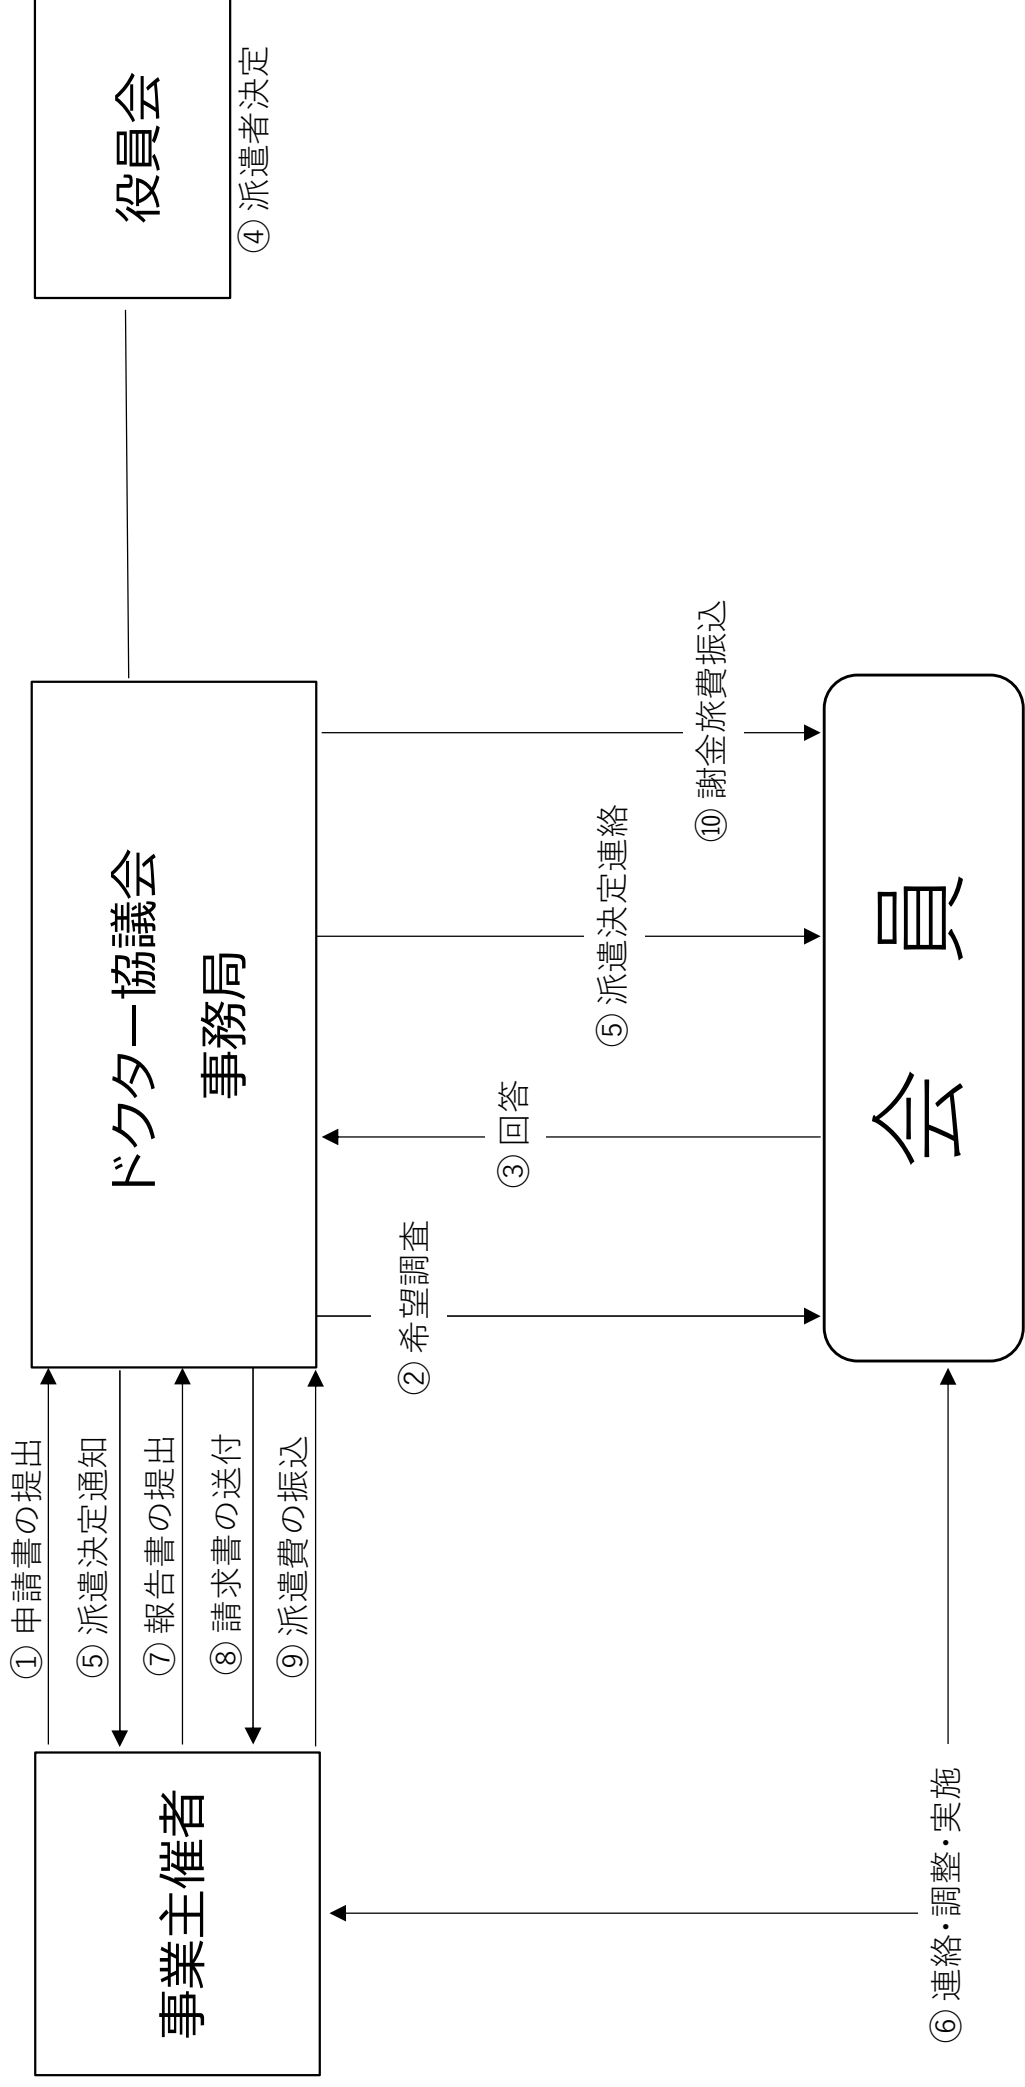 事業主催者
① 申請書の提出
⑤ 派遣決定通知
⑦ 報告書の提出
⑧ 請求書の送付
⑨ 派遣費の振込
ドクター協議会
事務局
役員会
④ 派遣者決定
② 希望調査
③ 回答
⑤ 派遣決定連絡
⑩ 謝金旅費振込
⑥ 連絡・調整・実施
会 員